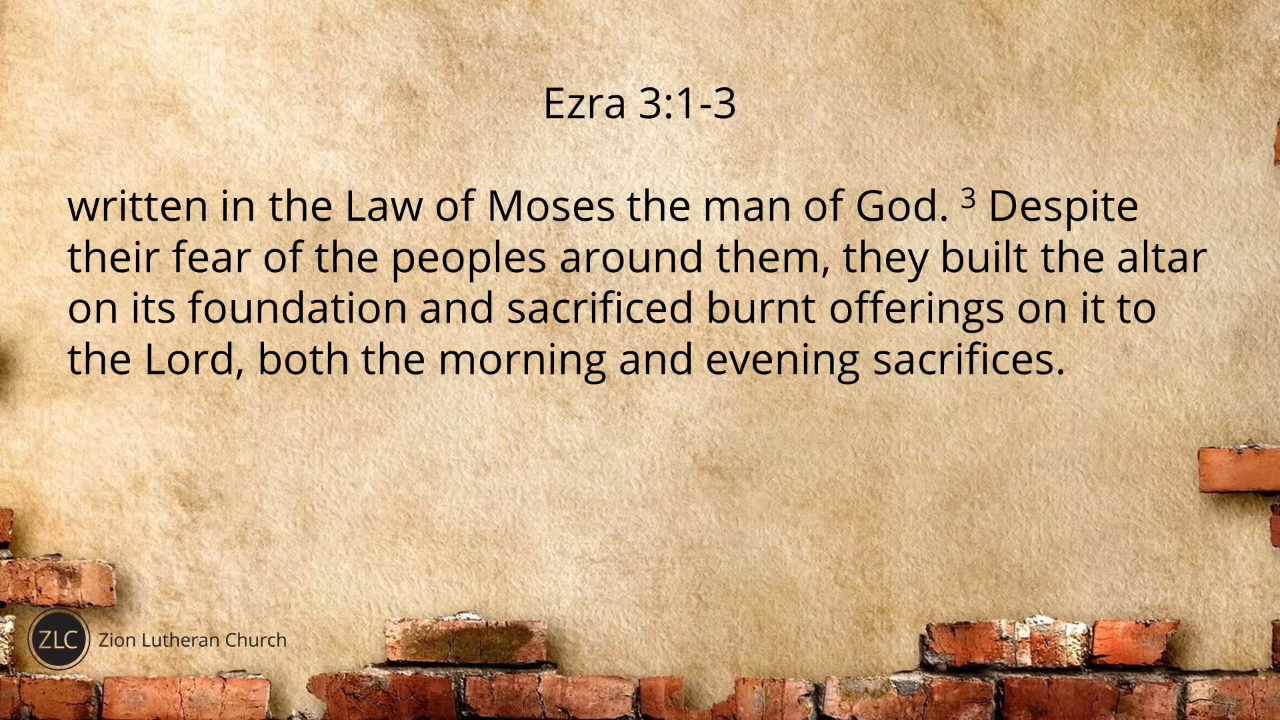 Ezra 3:1-3
written in the Law of Moses the man of God. ³ Despite
their fear of the peoples around them, they built the altar
on its foundation and sacrificed burnt offerings on it to
the Lord, both the morning and evening sacrifices.
ZLC Zion Lutheran Church